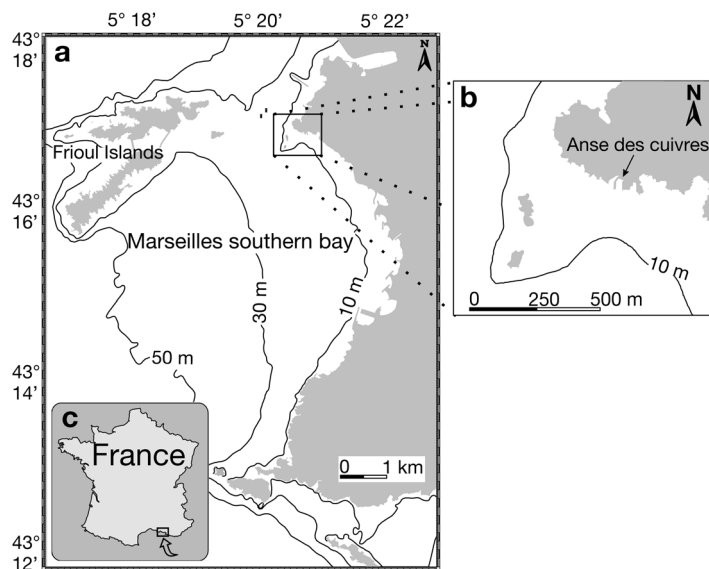 5° 18’ 5° 20’ 5° 22’
43° 18’
a
N
Frioul Islands
43° 16’
Marseilles southern bay
30 m
10 m
50 m
43° 14’
c
France
0 1 km
43° 12’
b
N
Anse des cuivres
10 m
0 250 500 m